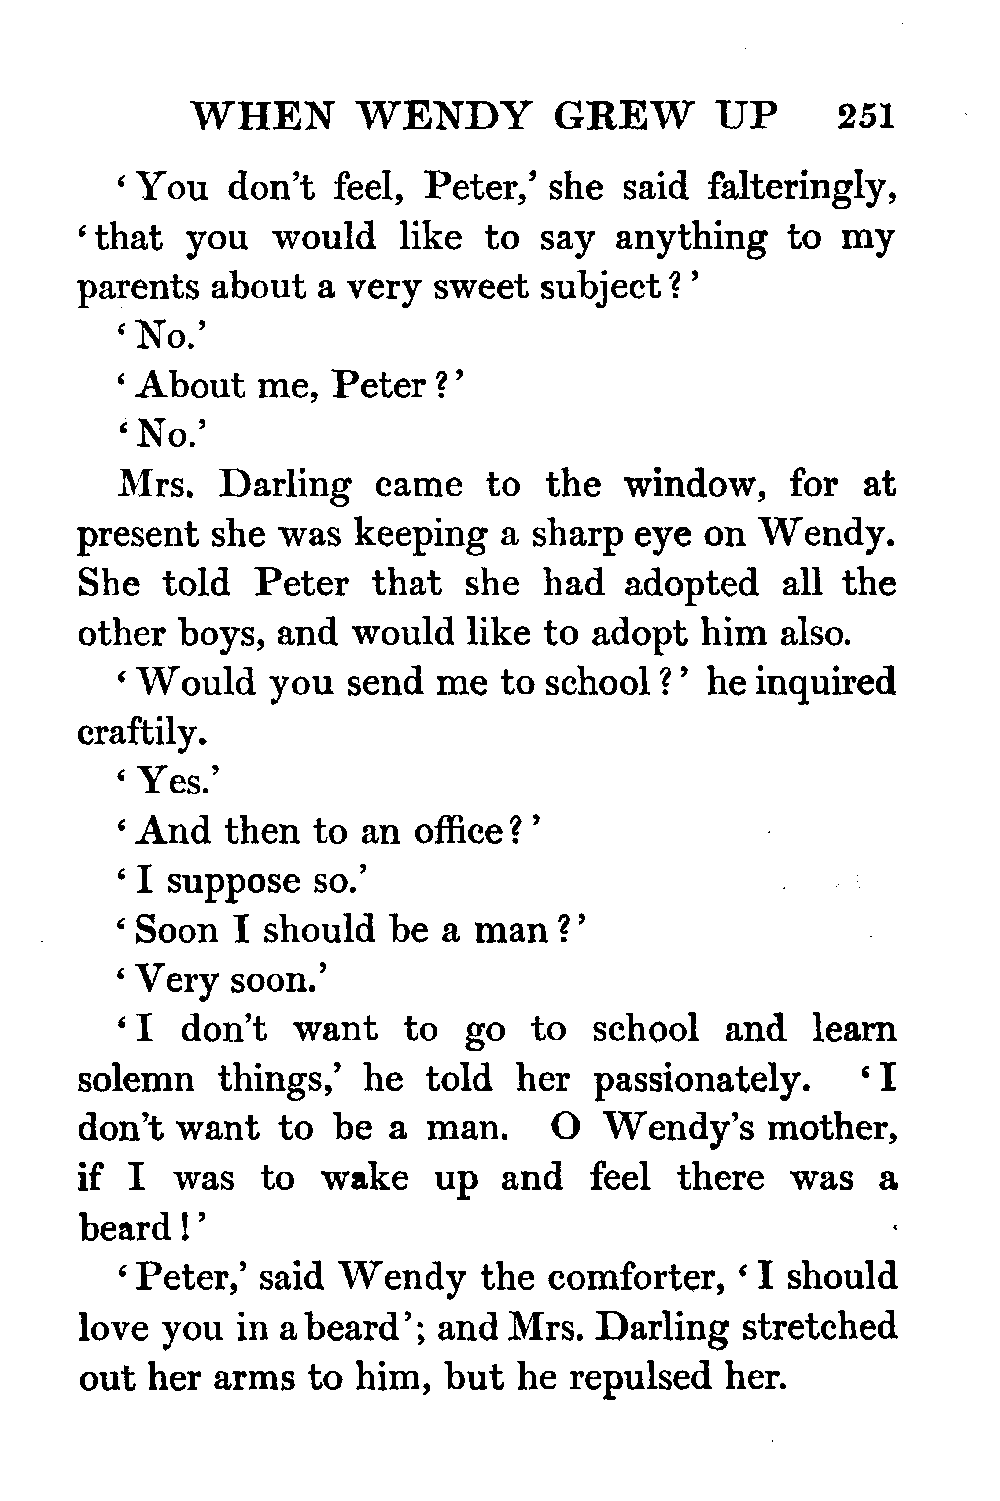 WHEN WENDY GREW UP 251
‘You don’t feel, Peter,’ she said falteringly,
‘that you would like to say anything to my
parents about a very sweet subject?’
‘No.’
‘About me, Peter?’
‘No.’
Mrs. Darling came to the window, for at
present she was keeping a sharp eye on Wendy.
She told Peter that she had adopted all the
other boys, and would like to adopt him also.
‘Would you send me to school?’ he inquired
craftily.
‘Yes.’
‘And then to an office?’
‘I suppose so.’
‘Soon I should be a man?’
‘Very soon.’
‘I don’t want to go to school and learn
solemn things,’ he told her passionately. ‘I
don’t want to be a man. O Wendy’s mother,
if I was to wake up and feel there was a
beard!’
‘Peter,’ said Wendy the comforter, ‘I should
love you in a beard’; and Mrs. Darling stretched
out her arms to him, but he repulsed her.